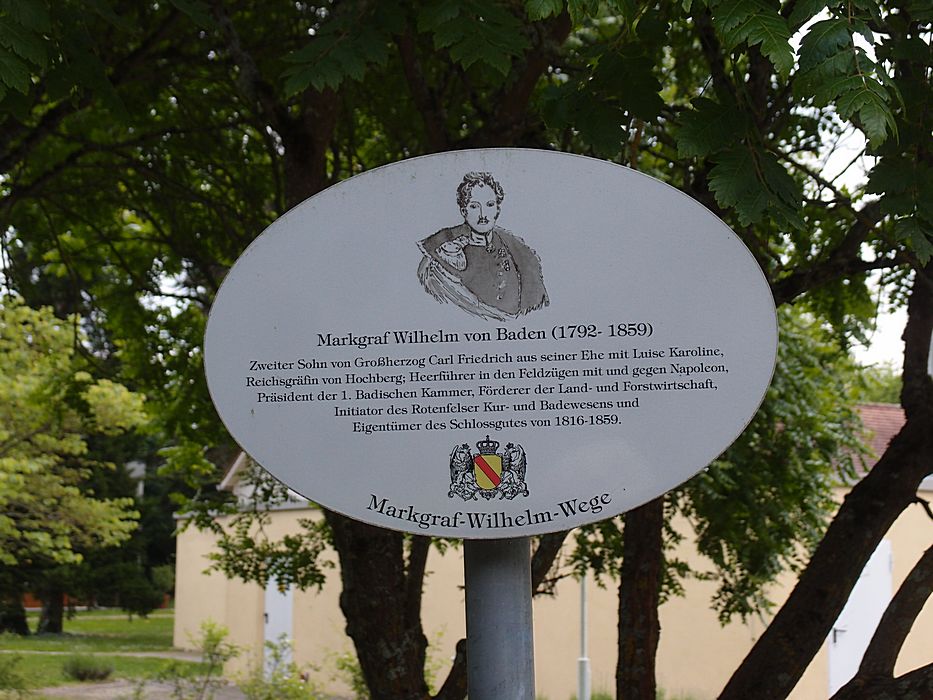 Markgraf Wilhelm von Baden (1792- 1859)
Zweiter Sohn von Großherzog Carl Friedrich aus seiner Ehe mit Luise Karoline,
Reichsgräfin von Hochberg; Heerführer in den Feldzügen mit und gegen Napoleon,
Präsident der 1. Badischen Kammer, Förderer der Land- und Forstwirtschaft,
Initiator des Rotenfelser Kur- und Badewesens und
Eigentümer des Schlossgutes von 1816-1859.
Markgraf-Wilhelm-Wege